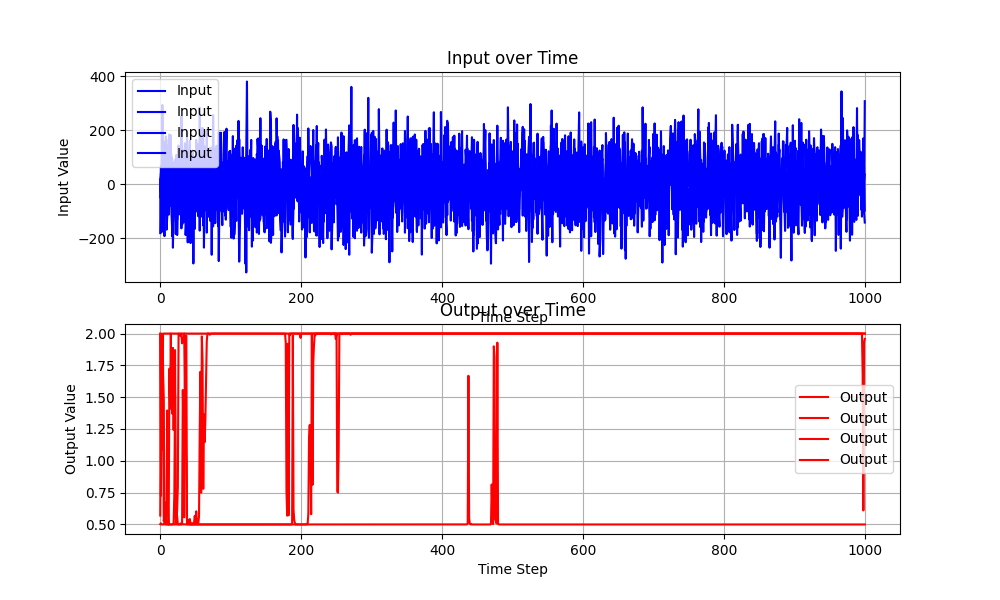 Input over Time
Input Value
400
200
0
−200
Input
Input
Input
Input
0 200 400 600 800 1000
Time Step
Output over Time
Output Value
2.00
1.75
1.50
1.25
1.00
0.75
0.50
Output
Output
Output
Output
0 200 400 600 800 1000
Time Step